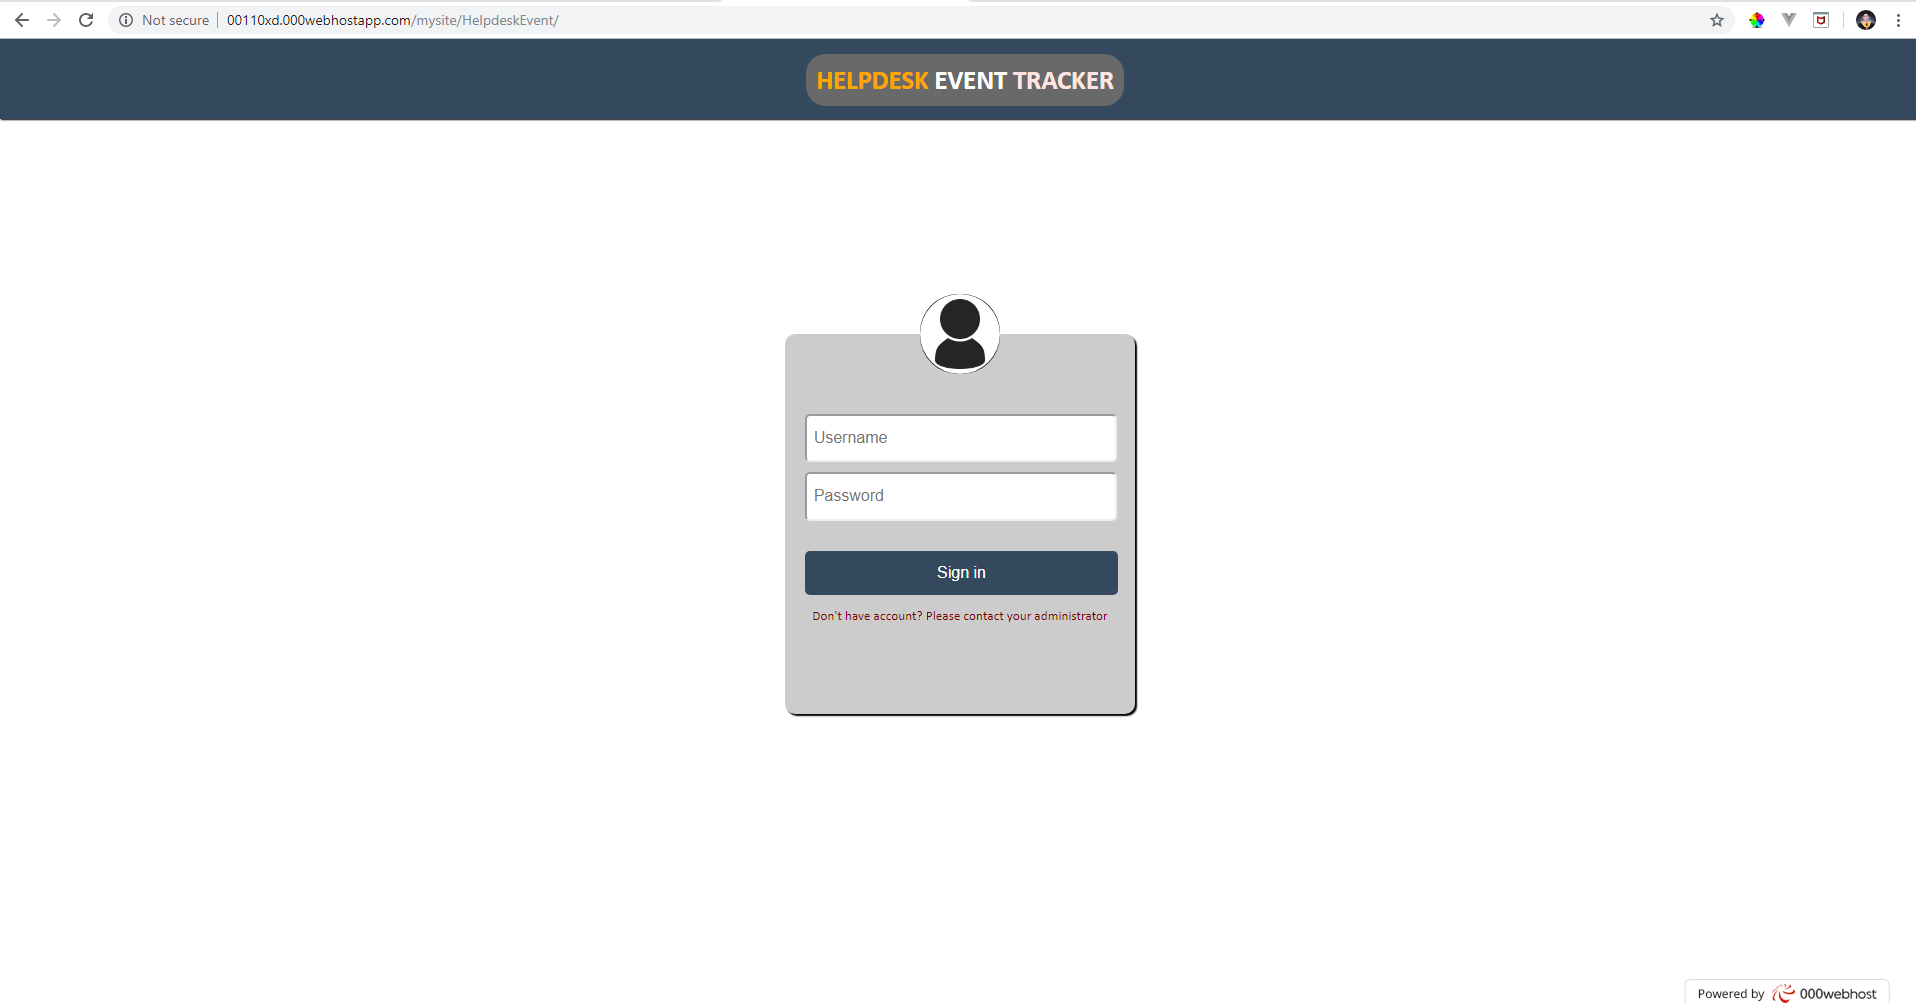 Not secure | 00110xd.000webhostapp.com/mysite/HelpdeskEvent/
HELPDESK EVENT TRACKER
Username
Password
Sign in
Don't have account? Please contact your administrator
Powered by 000webhost